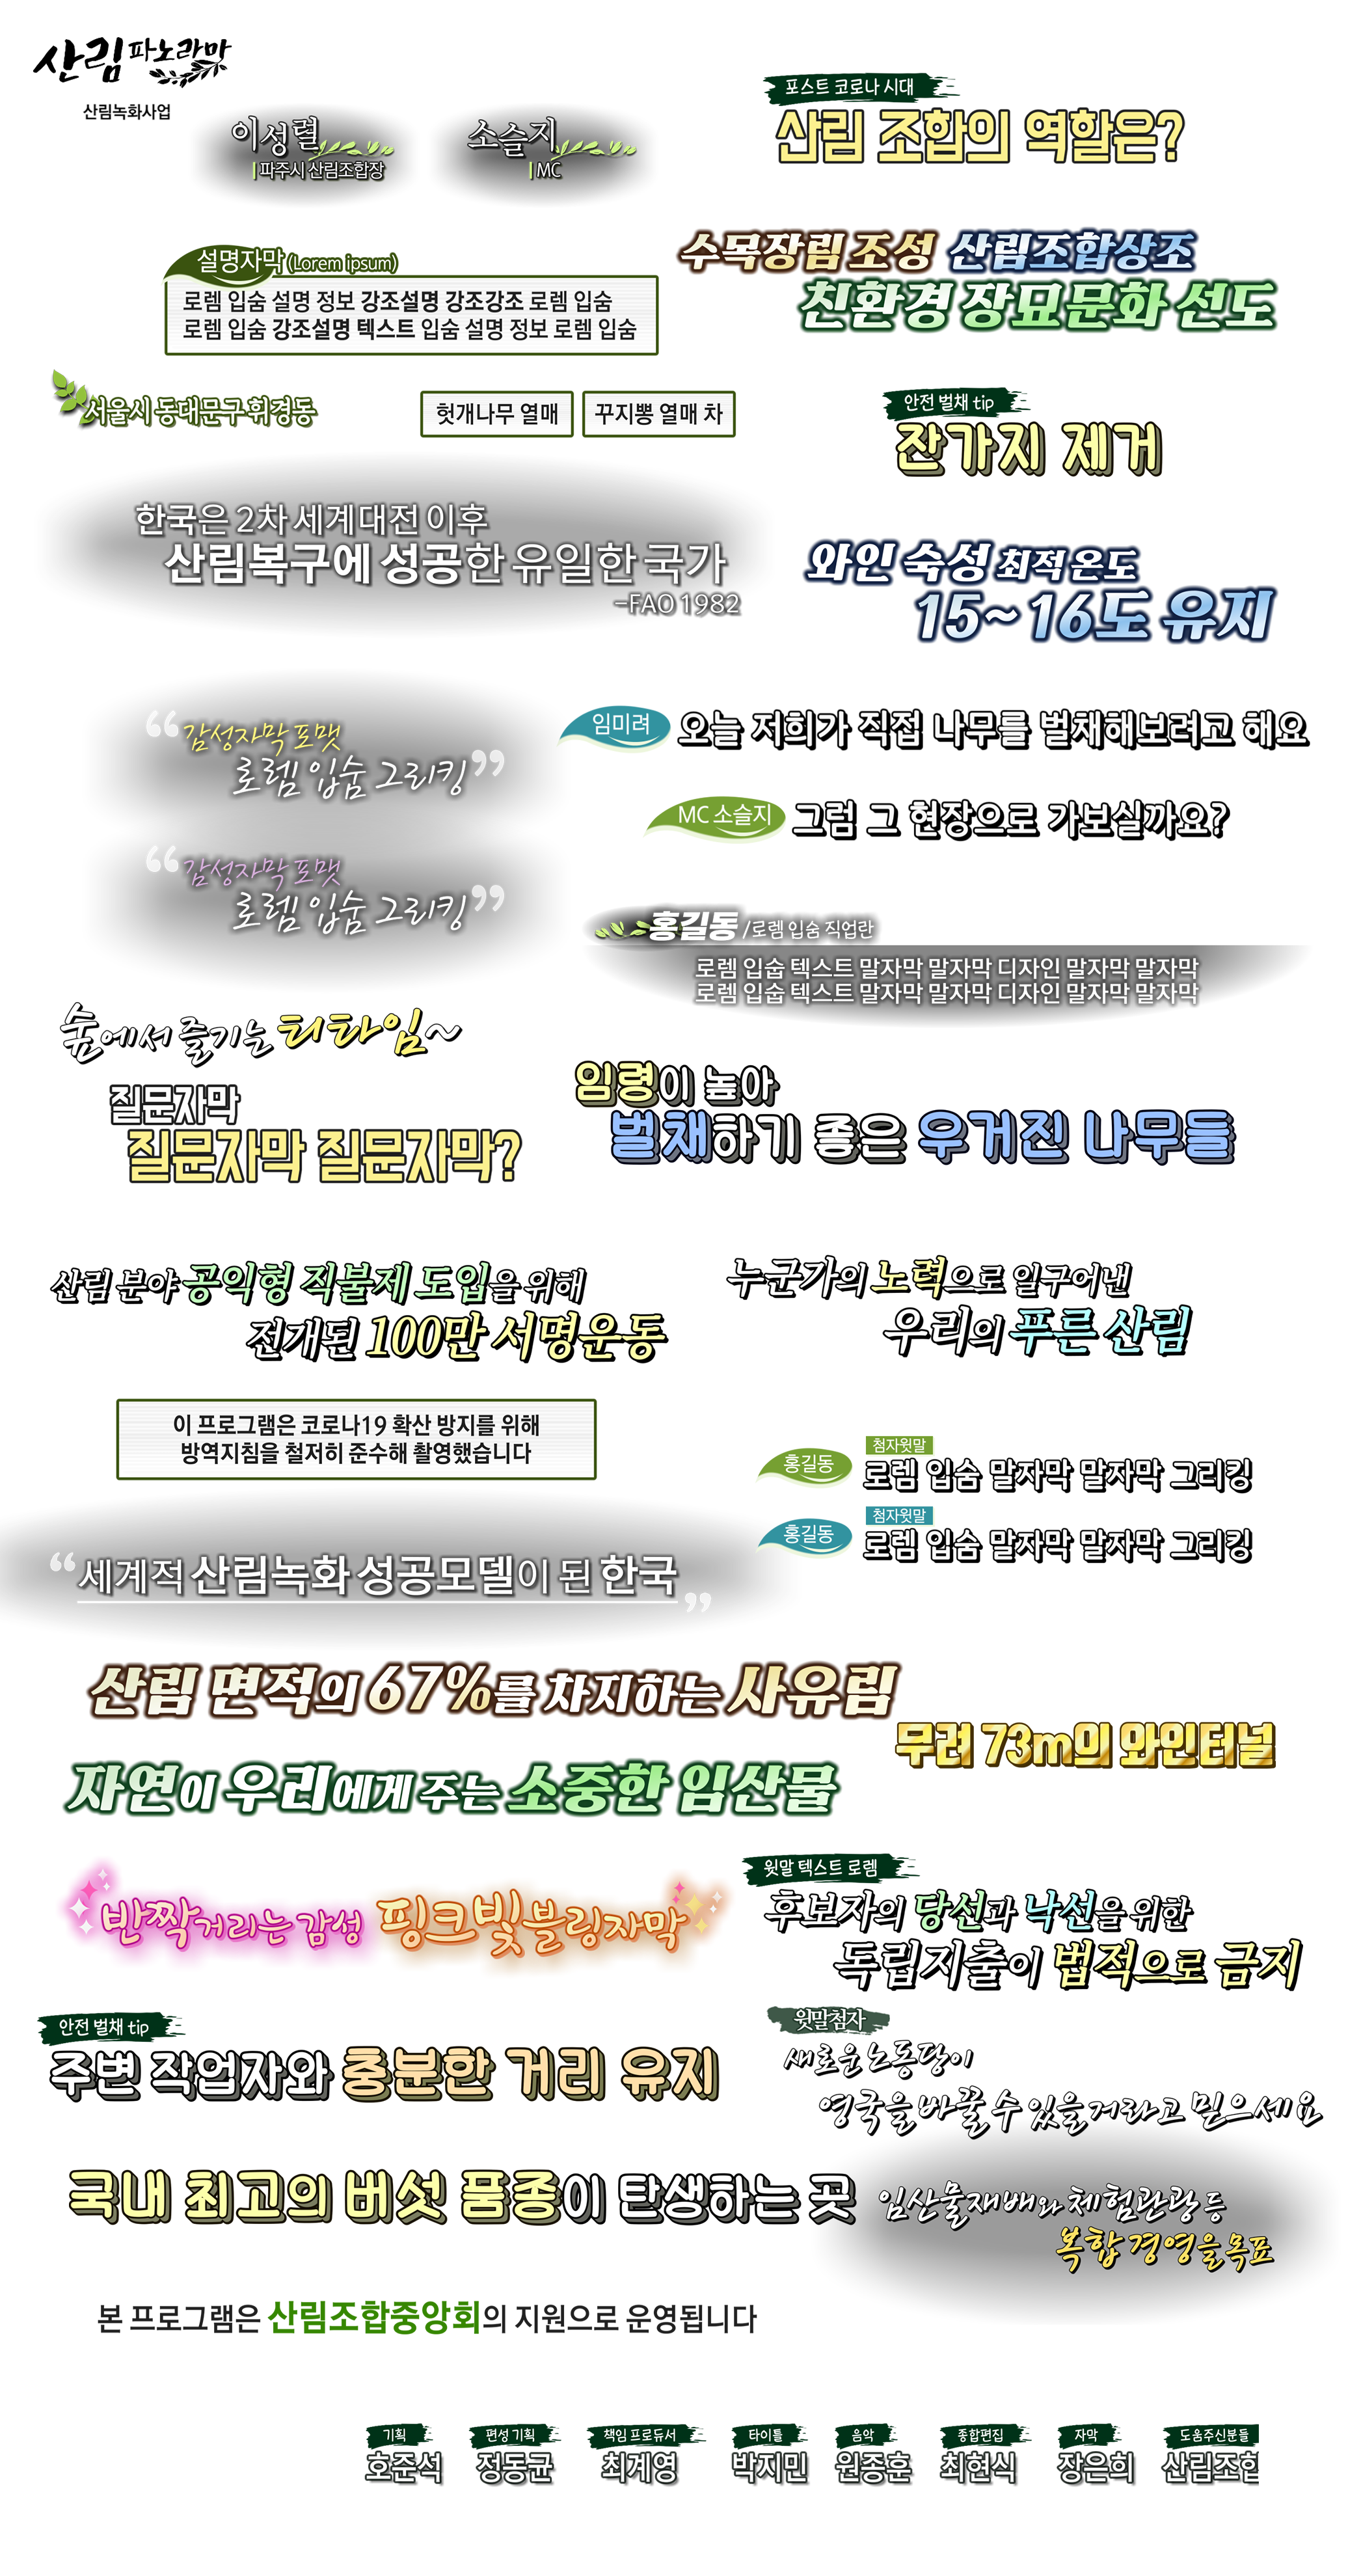 산림 파노라마
산림녹화사업
이성렬
파주시 산림조합장
소슬지
MC
포스트 코로나 시대
산림 조합의 역할은?
설명자막(Lorem ipsum)
로렘 입숨 설명 정보 강조설명 강조강조 로렘 입숨
로렘 입숨 강조설명 텍스트 입숨 설명 정보 로렘 입숨
수목장림 조성 산림조합상조
친환경 장묘문화 선도
서울시 동대문구 휘경동
헛개나무 열매
꾸지뽕 열매 차
안전 벌채 tip
잔가지 제거
한국은 2차 세계대전 이후
산림복구에 성공한 유일한 국가
-FAO 1982
와인 숙성 최적 온도
15~16도 유지
“감성자막 포맷
로렘 입숨 그리킹”
임미려 오늘 저희가 직접 나무를 벌채해보려고 해요
MC 소슬지 그럼 그 현장으로 가보실까요?
“감성자막 포맷
로렘 입숨 그리킹”
홍길동 /로렘 입숨 직업란
로렘 입숩 텍스트 말자막 말자막 디자인 말자막 말자막
로렘 입숩 텍스트 말자막 말자막 디자인 말자막 말자막
숲에서 즐기는 티타임~
질문자막
질문자막 질문자막?
임령이 높아
벌채하기 좋은 우거진 나무들
산림 분야 공익형 직불제 도입을 위해
전개된 100만 서명운동
누군가의 노력으로 일구어낸
우리의 푸른 산림
이 프로그램은 코로나19 확산 방지를 위해
방역지침을 철저히 준수해 촬영했습니다
첨자윗말
홍길동 로렘 입숨 말자막 말자막 그리킹
첨자윗말
홍길동 로렘 입숨 말자막 말자막 그리킹
“세계적 산림녹화 성공모델이 된 한국”
산림 면적의 67%를 차지하는 사유림
무려 73m의 와인터널
자연이 우리에게 주는 소중한 임산물
반짝거리는 감성 핑크빛 블링자막
윗말 텍스트 로렘
후보자의 당선과 낙선을 위한
독립지출이 법적으로 금지
안전 벌채 tip
주변 작업자와 충분한 거리 유지
윗말첨자
새로운 노동당이
영국을 바꿀 수 있을거라고 믿으세요
국내 최고의 버섯 품종이 탄생하는 곳
임산물재배와 체험관광 등
복합 경영을 목표
본 프로그램은 산림조합중앙회의 지원으로 운영됩니다
기획
호준석
편성 기획
정동균
책임 프로듀서
최계영
타이틀
박지민
음악
원종훈
종합편집
최현식
자막
장은희
도움주신분들
산림조합